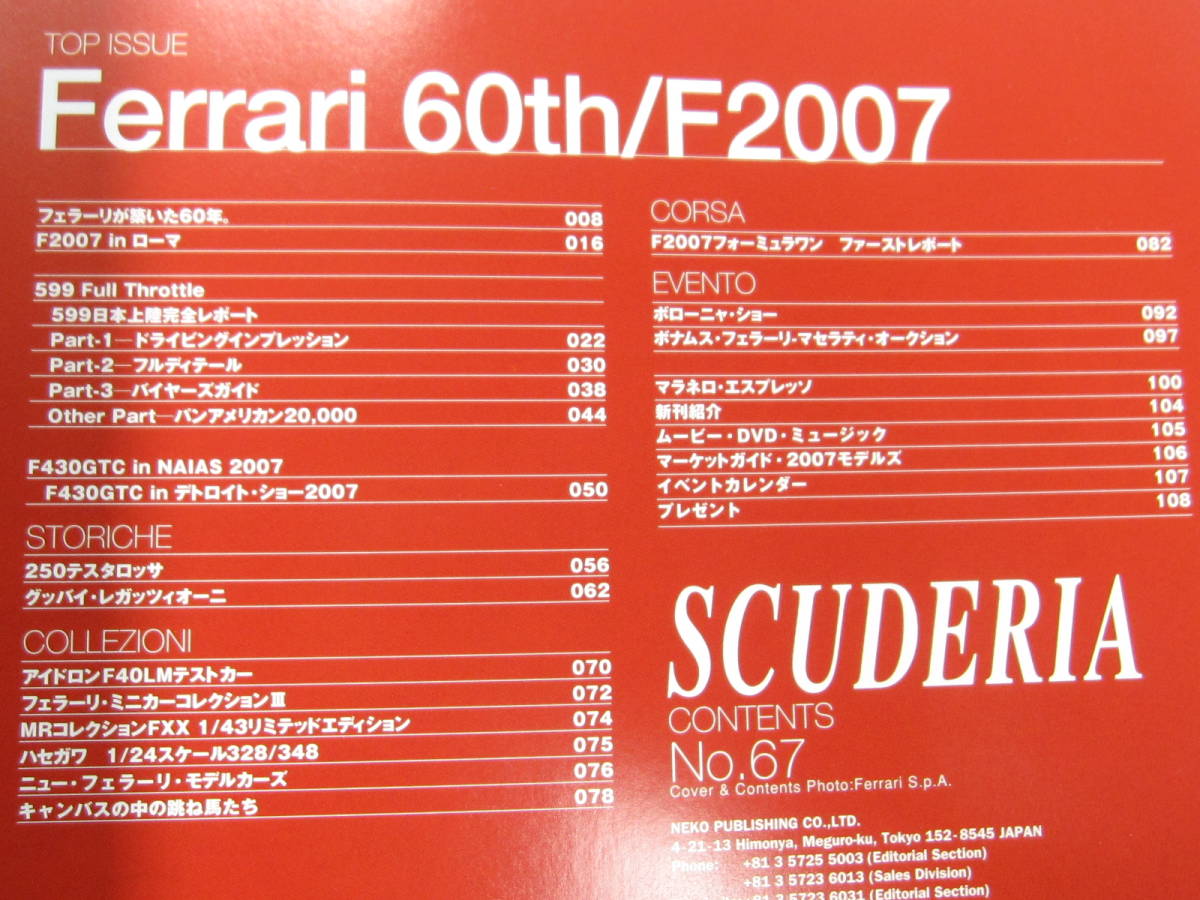 TOP ISSUE
Ferrari 60th/F2007
フェラーリが築いた60年。 008
F2007 in ローマ 016
599 Full Throttle
599日本上陸完全レポート
Part-1—ドライビングインプレッション 022
Part-2—フルディテール 030
Part-3—バイヤーズガイド 038
Other Part—パンアメリカン20,000 044
F430GTC in NAIAS 2007
F430GTC in デトロイト・ショー2007 050
STORICHE
250テスタロッサ 056
グッバイ・レガッツィオーニ 062
COLLEZIONI
アイドロンF40LMテストカー 070
フェラーリ・ミニカーコレクションⅢ 072
MRコレクションFXX 1/43リミテッドエディション 074
ハセガワ 1/24スケール328/348 075
ニュー・フェラーリ・モデルカーズ 076
キャンバスの中の跳ね馬たち 078
CORSA
F2007フォーミュラワン ファーストレポート 082
EVENTO
ボローニャ・ショー 092
ボナムス・フェラーリ-マセラティ・オークション 097
マラネロ・エスプレッソ 100
新刊紹介 104
ムービー・DVD・ミュージック 105
マーケットガイド・2007モデルズ 106
イベントカレンダー 107
プレゼント 108
SCUDERIA
CONTENTS
No.67
Cover & Contents Photo:Ferrari S.p.A.
NEKO PUBLISHING CO.,LTD.
4-21-13 Himonya, Meguro-ku, Tokyo 152-8545 JAPAN
Phone: +81 3 5725 5003 (Editorial Section)
+81 3 5723 6013 (Sales Division)
+81 3 5723 6031 (Editorial Section)